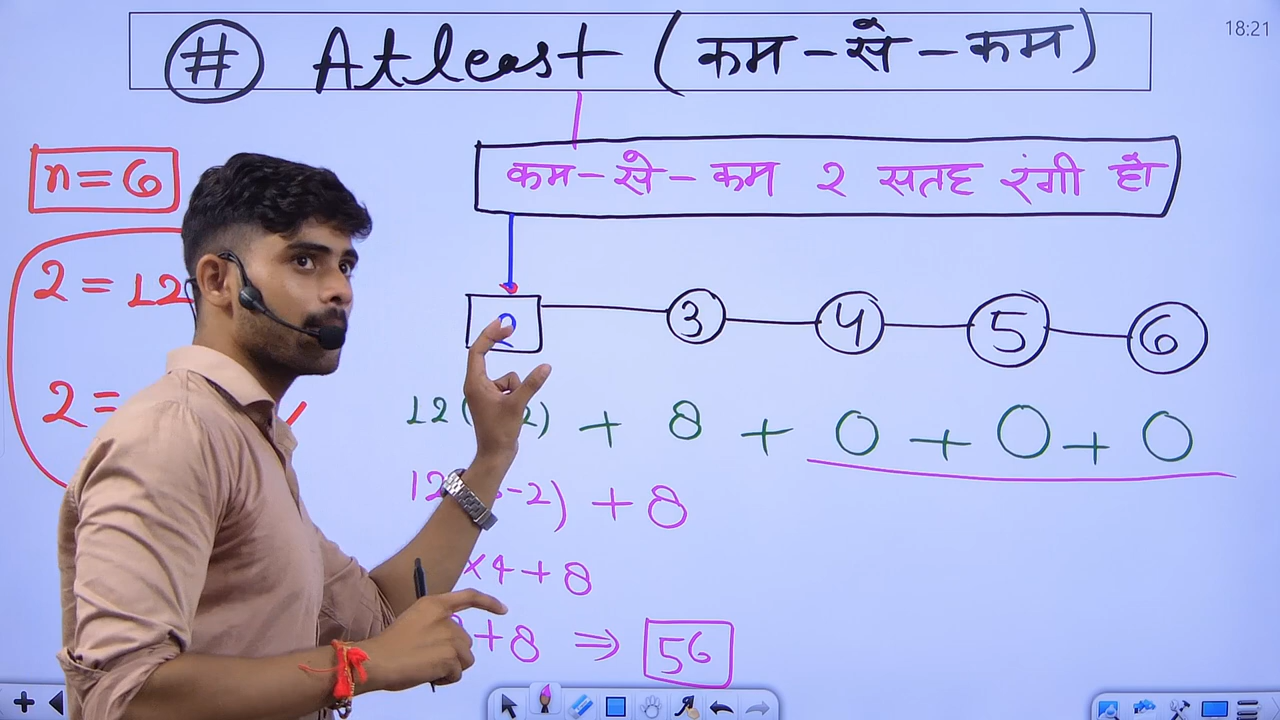 # Atleast (कम-से-कम)
18:21
n=6
कम-से-कम 2 सतह रंगी हो
2 = 12
2 3 4 5 6
2 =
12( 2) + 8 + 0 + 0 + 0
12( -2) + 8
×4+8
+8 ⇒ 56